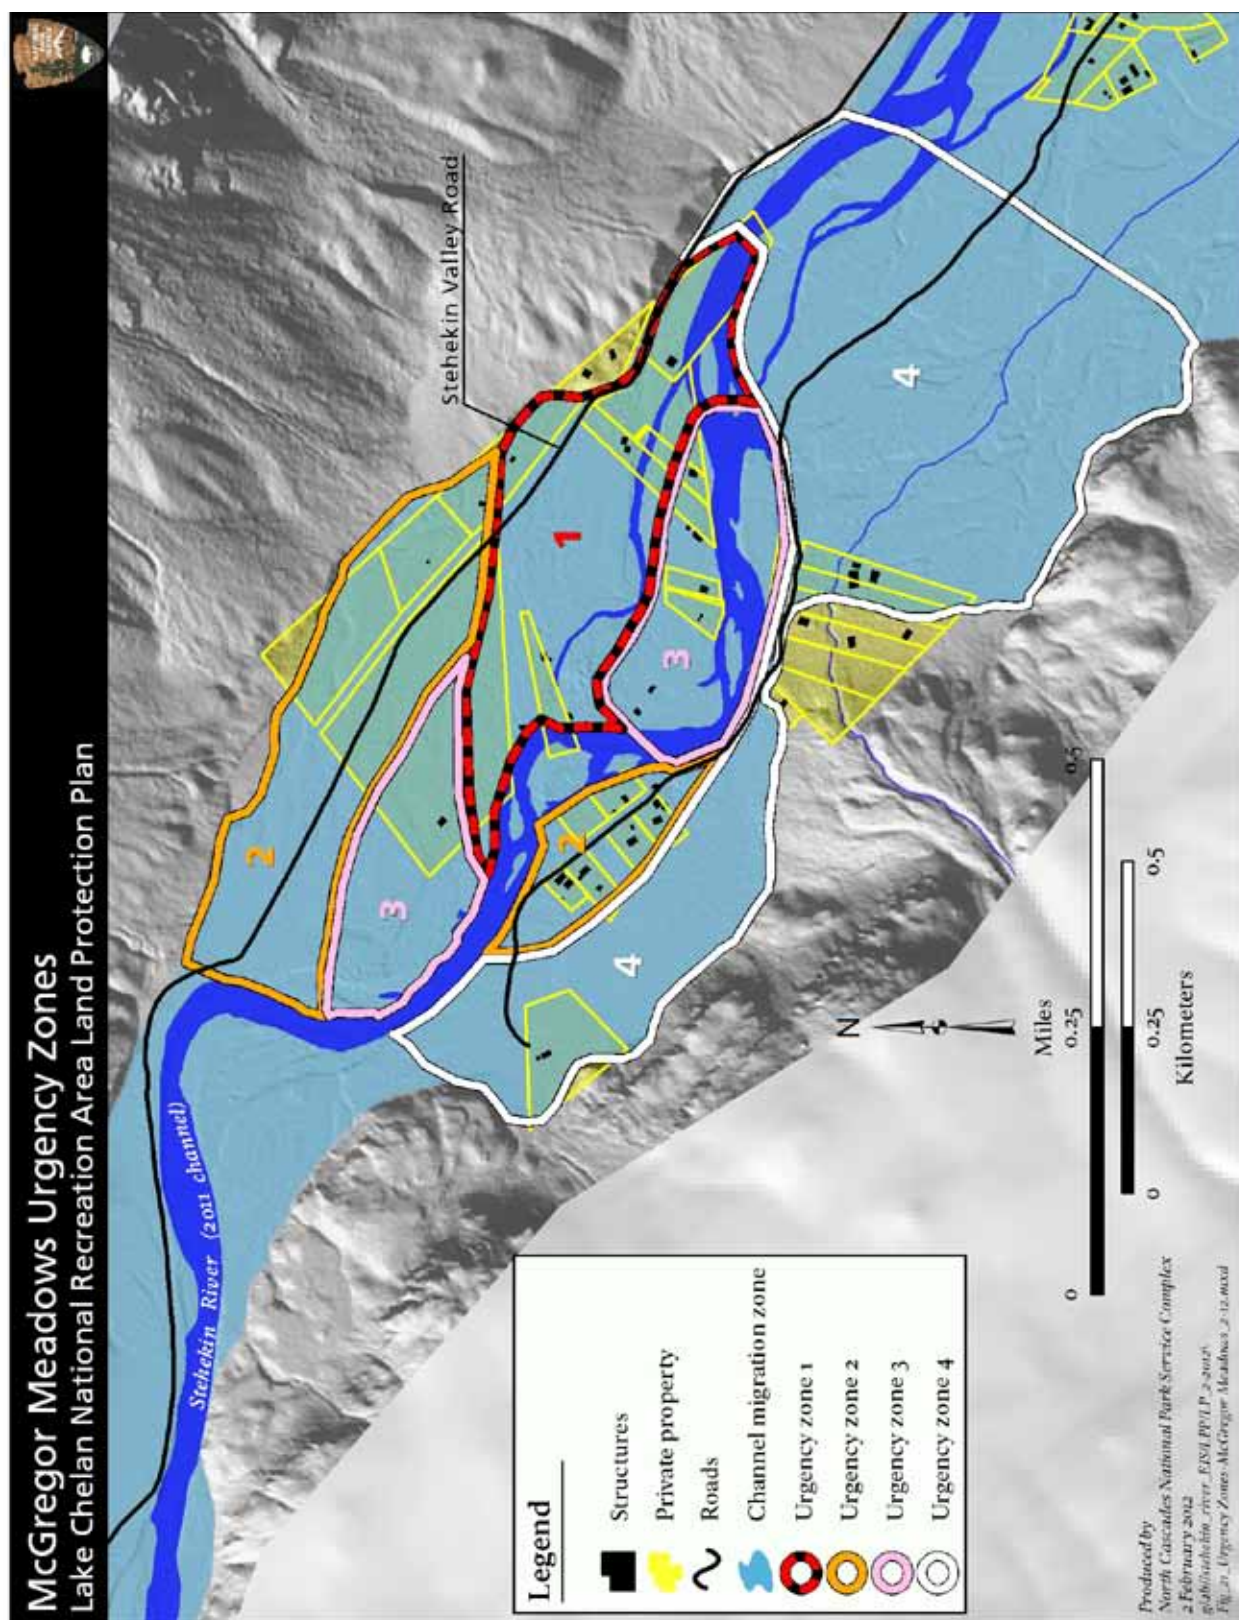 McGregor Meadows Urgency Zones
Lake Chelan National Recreation Area Land Protection Plan
Stehekin River (2011 channel)
Stehekin Valley Road
2
3
1
3
2
4
4
N
Legend
Structures
Private property
Roads
Channel migration zone
Urgency zone 1
Urgency zone 2
Urgency zone 3
Urgency zone 4
Miles
0
0.25
0.5
0
0.25
0.5
Kilometers
Produced by
North Cascades National Park Service Complex
2 February 2012